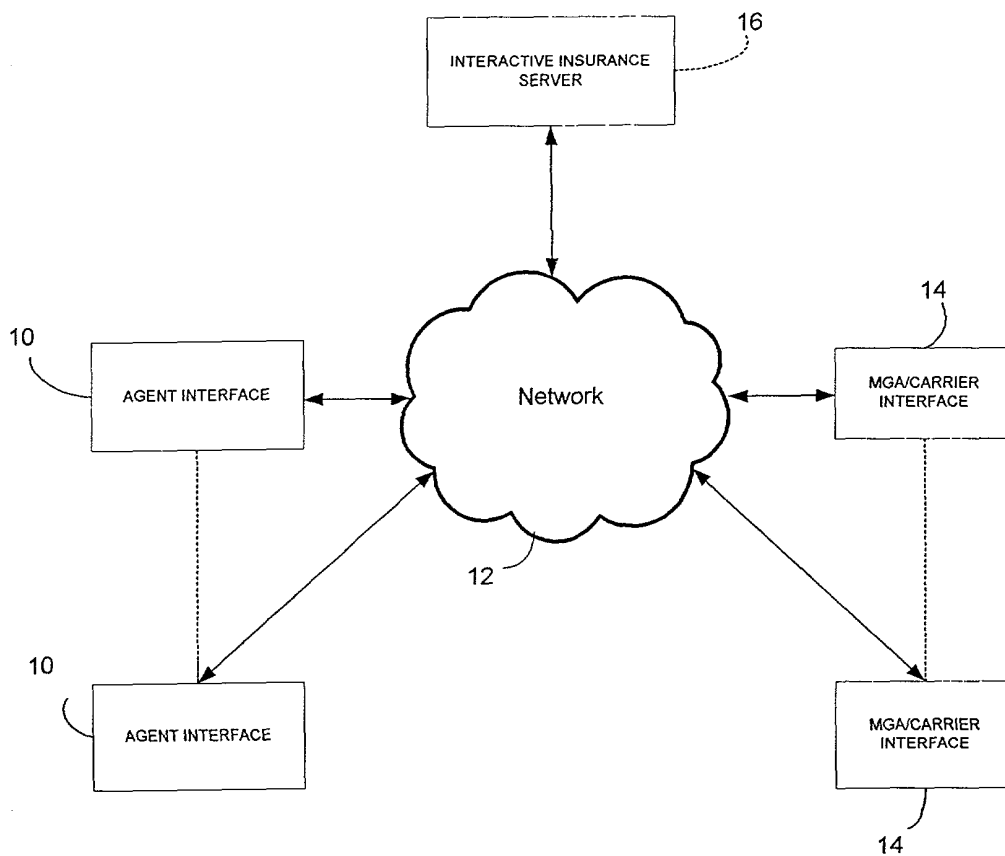 16
INTERACTIVE INSURANCE
SERVER
10
AGENT INTERFACE
Network
14
MGA/CARRIER
INTERFACE
12
10
AGENT INTERFACE
MGA/CARRIER
INTERFACE
14